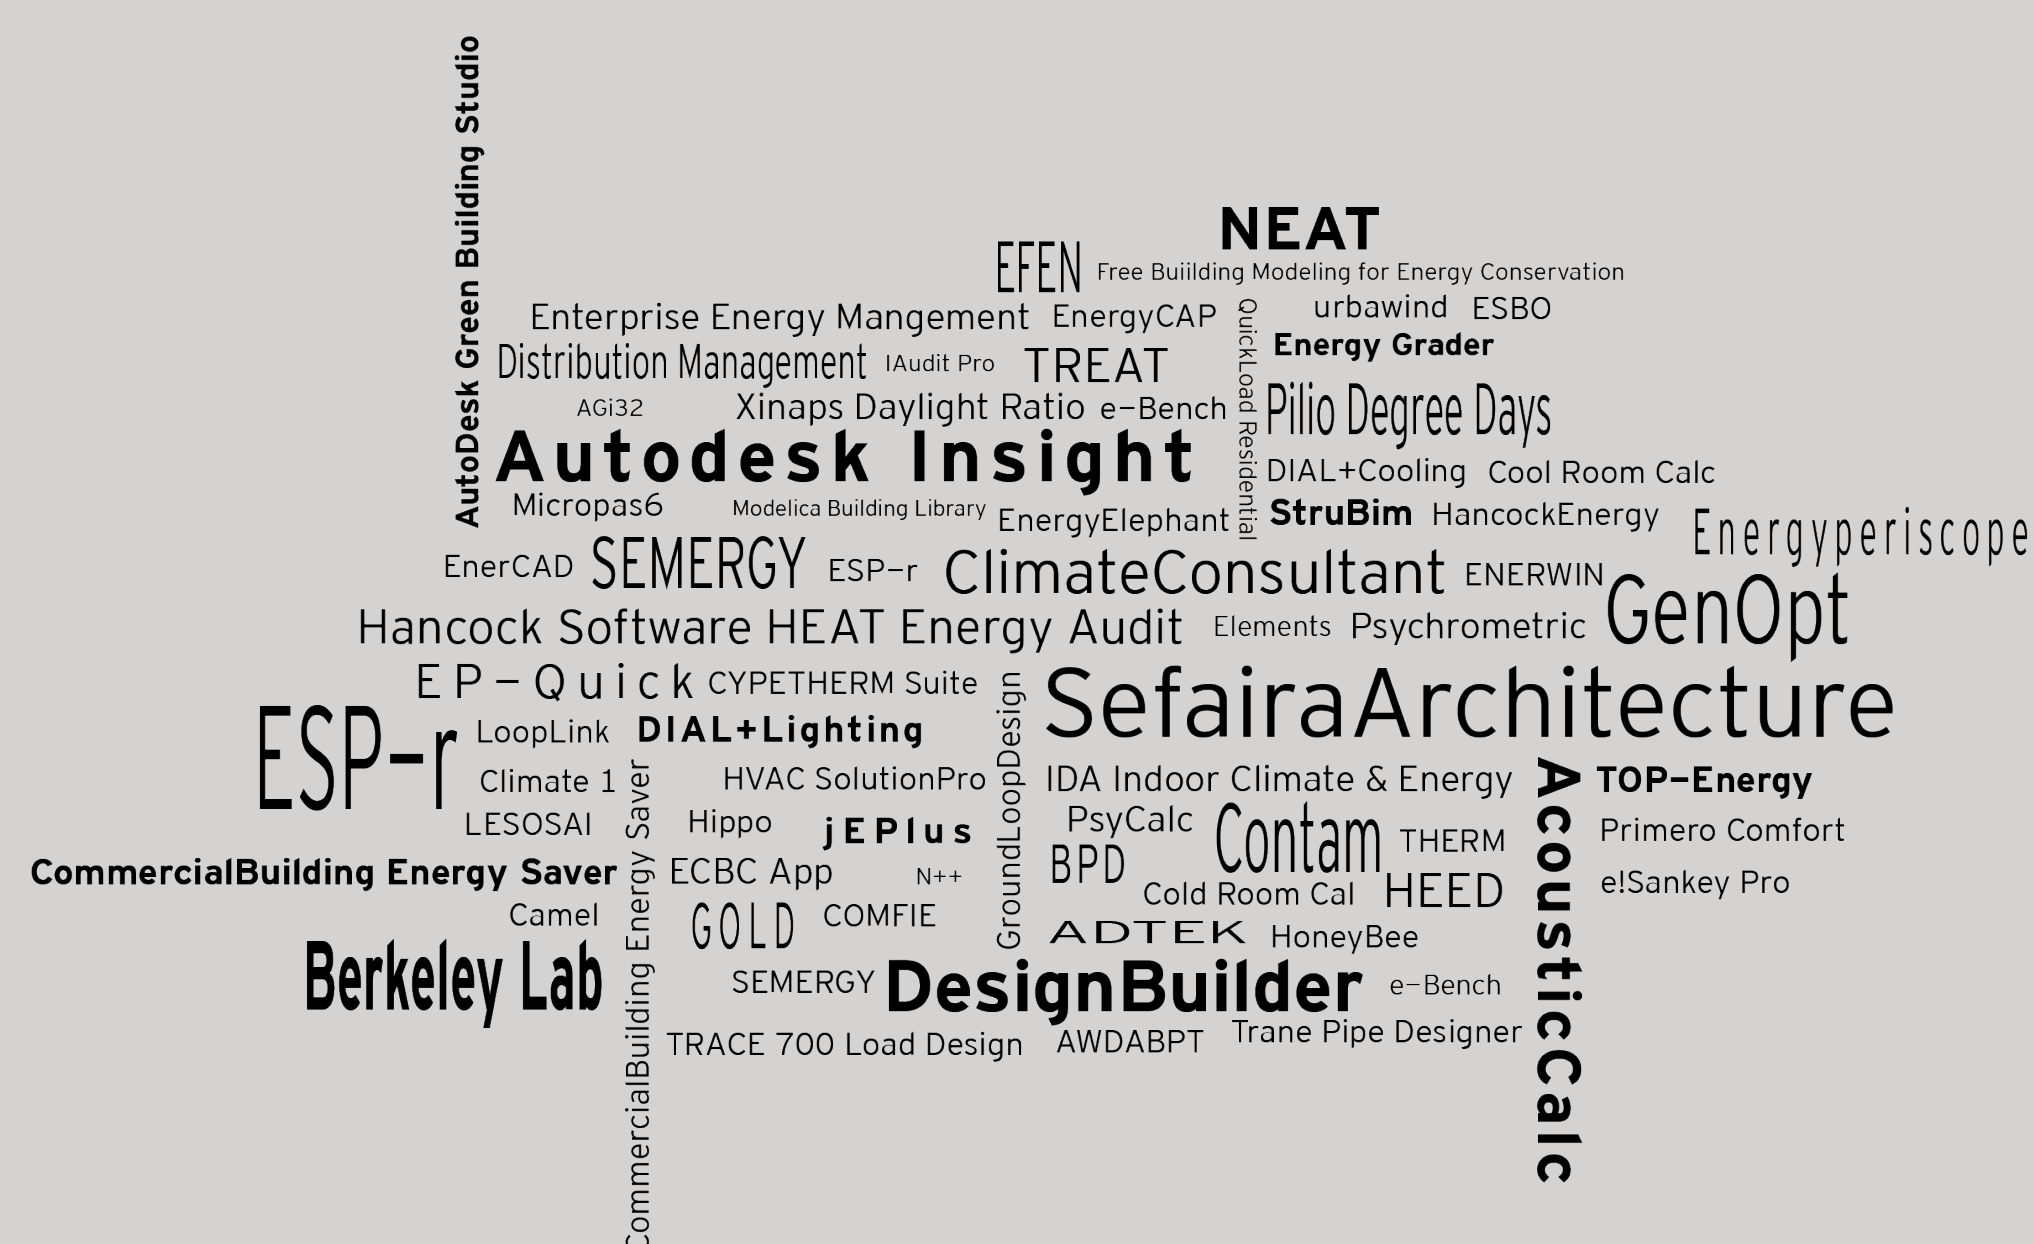 AutoDesk Green Building Studio
NEAT
EFEN
Free Buiilding Modeling for Energy Conservation
Enterprise Energy Mangement
EnergyCAP
QuickLoad Residential
urbawind
ESBO
Distribution Management
IAudit Pro
TREAT
Energy Grader
AGi32
Xinaps Daylight Ratio
e-Bench
Pilio Degree Days
Autodesk Insight
DIAL+Cooling
Cool Room Calc
Micropas6
Modelica Building Library
EnergyElephant
StruBim
HancockEnergy
Energyperiscope
EnerCAD
SEMERGY
ESP-r
ClimateConsultant
ENERWIN
GenOpt
Hancock Software HEAT Energy Audit
Elements
Psychrometric
EP-Quick
CYPETHERM Suite
GroundLoopDesign
SefairaArchitecture
ESP-r
LoopLink
DIAL+Lighting
Climate 1
CommercialBuilding Energy Saver
HVAC SolutionPro
IDA Indoor Climate & Energy
AcousticCalc
TOP-Energy
LESOSAI
Hippo
jEPlus
PsyCalc
Contam
THERM
Primero Comfort
CommercialBuilding Energy Saver
ECBC App
N++
BPD
Cold Room Cal
HEED
e!Sankey Pro
Camel
GOLD
COMFIE
ADTEK
HoneyBee
Berkeley Lab
SEMERGY
DesignBuilder
e-Bench
TRACE 700 Load Design
AWDABPT
Trane Pipe Designer